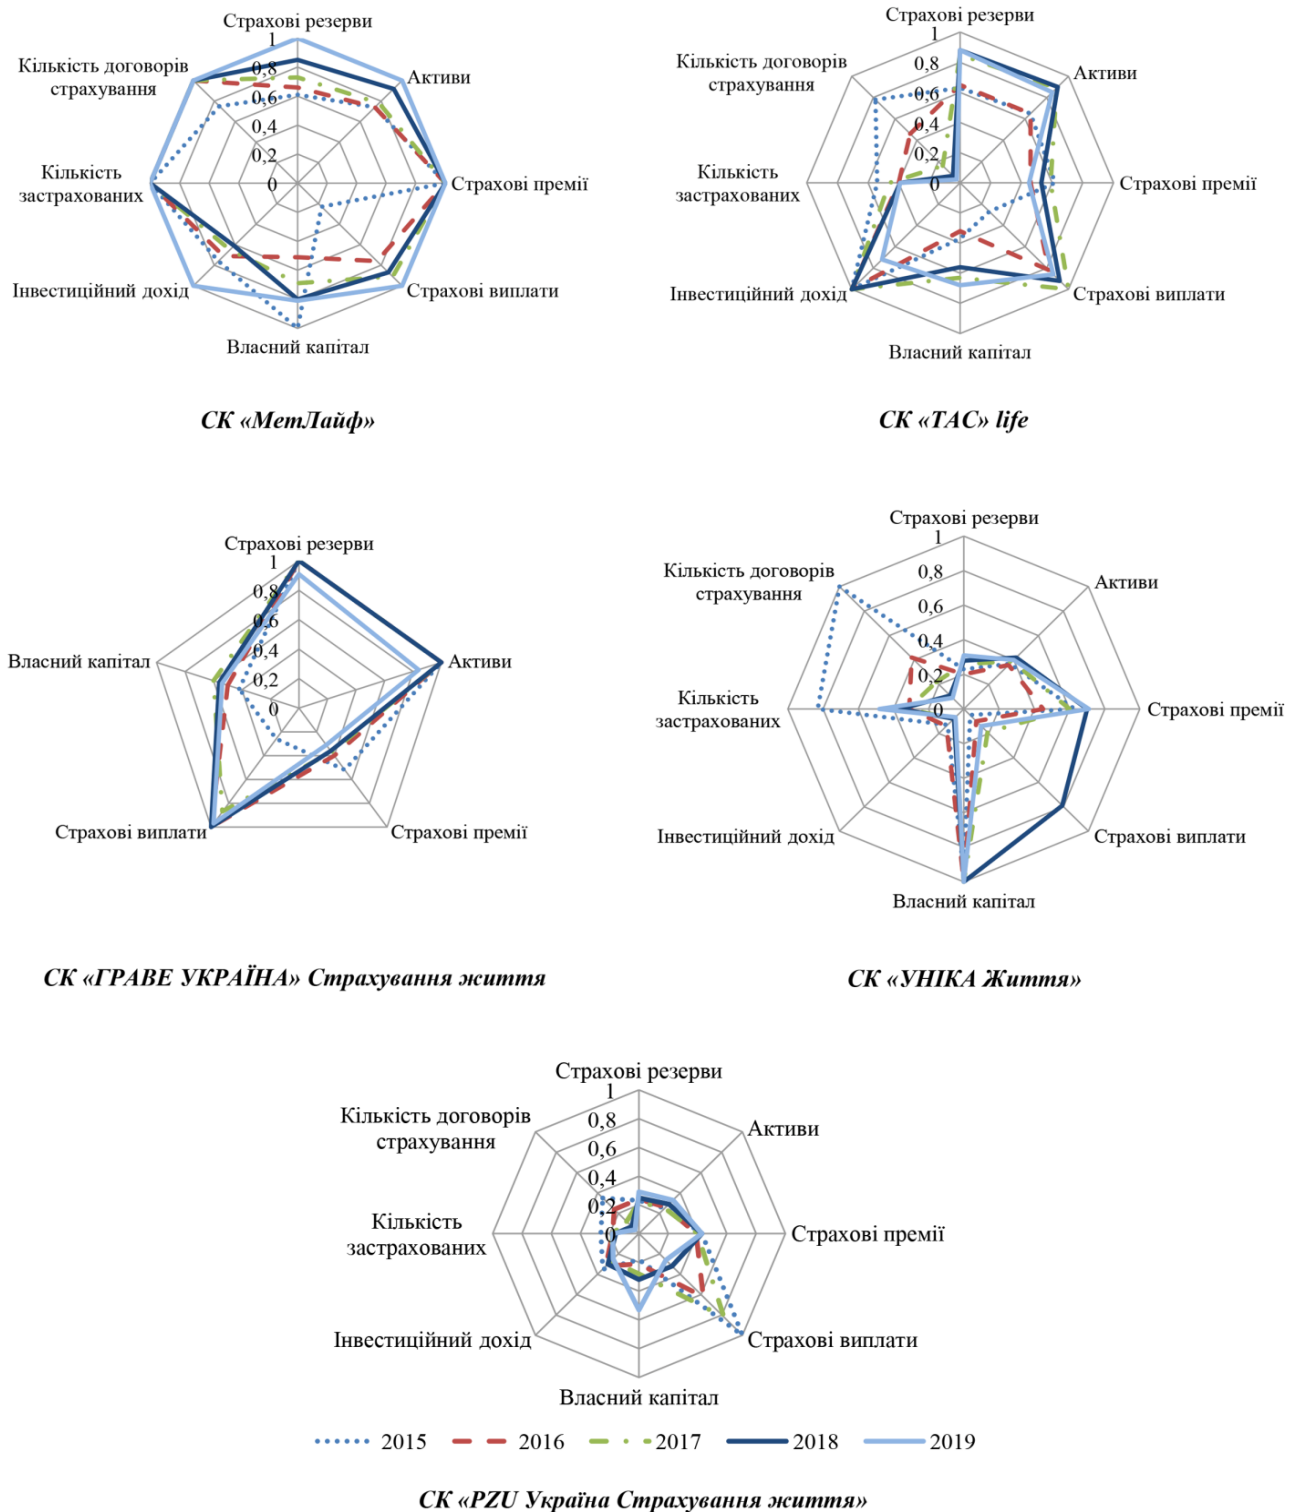 Страхові резерви
1
0,8
0,6
0,4
0,2
0
Кількість договорів
страхування
Активи
Кількість
застрахованих
Страхові премії
Інвестиційний дохід
Страхові виплати
Власний капітал
СК «МетЛайф»
Страхові резерви
1
0,8
0,6
0,4
0,2
0
Кількість договорів
страхування
Активи
Кількість
застрахованих
Страхові премії
Інвестиційний дохід
Страхові виплати
Власний капітал
СК «ТАС» life
Страхові резерви
1
0,8
0,6
0,4
0,2
0
Власний капітал
Активи
Страхові виплати
Страхові премії
СК «ГРАВЕ УКРАЇНА» Страхування життя
Страхові резерви
1
0,8
0,6
0,4
0,2
0
Кількість договорів
страхування
Активи
Кількість
застрахованих
Страхові премії
Інвестиційний дохід
Страхові виплати
Власний капітал
СК «УНІКА Життя»
Страхові резерви
1
0,8
0,6
0,4
0,2
0
Кількість договорів
страхування
Активи
Кількість
застрахованих
Страхові премії
Інвестиційний дохід
Страхові виплати
Власний капітал
2015 2016 2017 2018 2019
СК «PZU Україна Страхування життя»